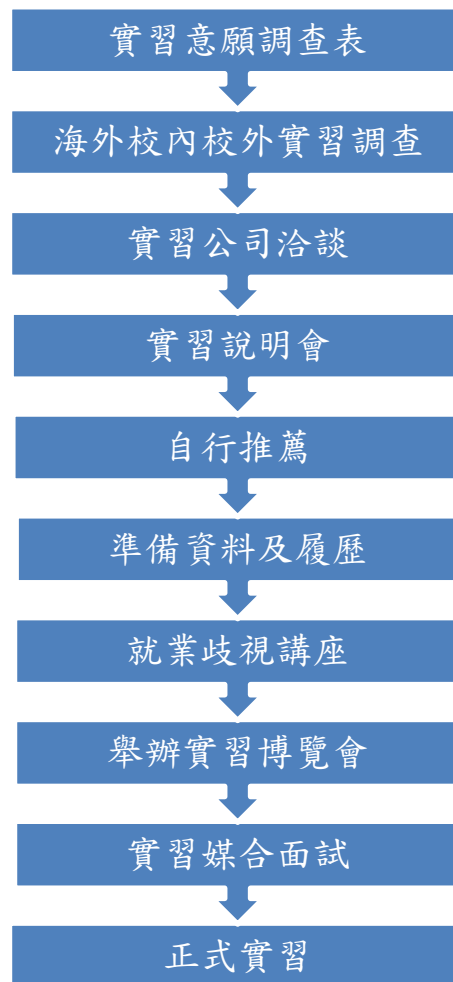 實習意願調查表
海外校內校外實習調查
實習公司洽談
實習說明會
自行推薦
準備資料及履歷
就業歧視講座
舉辦實習博覽會
實習媒合面試
正式實習